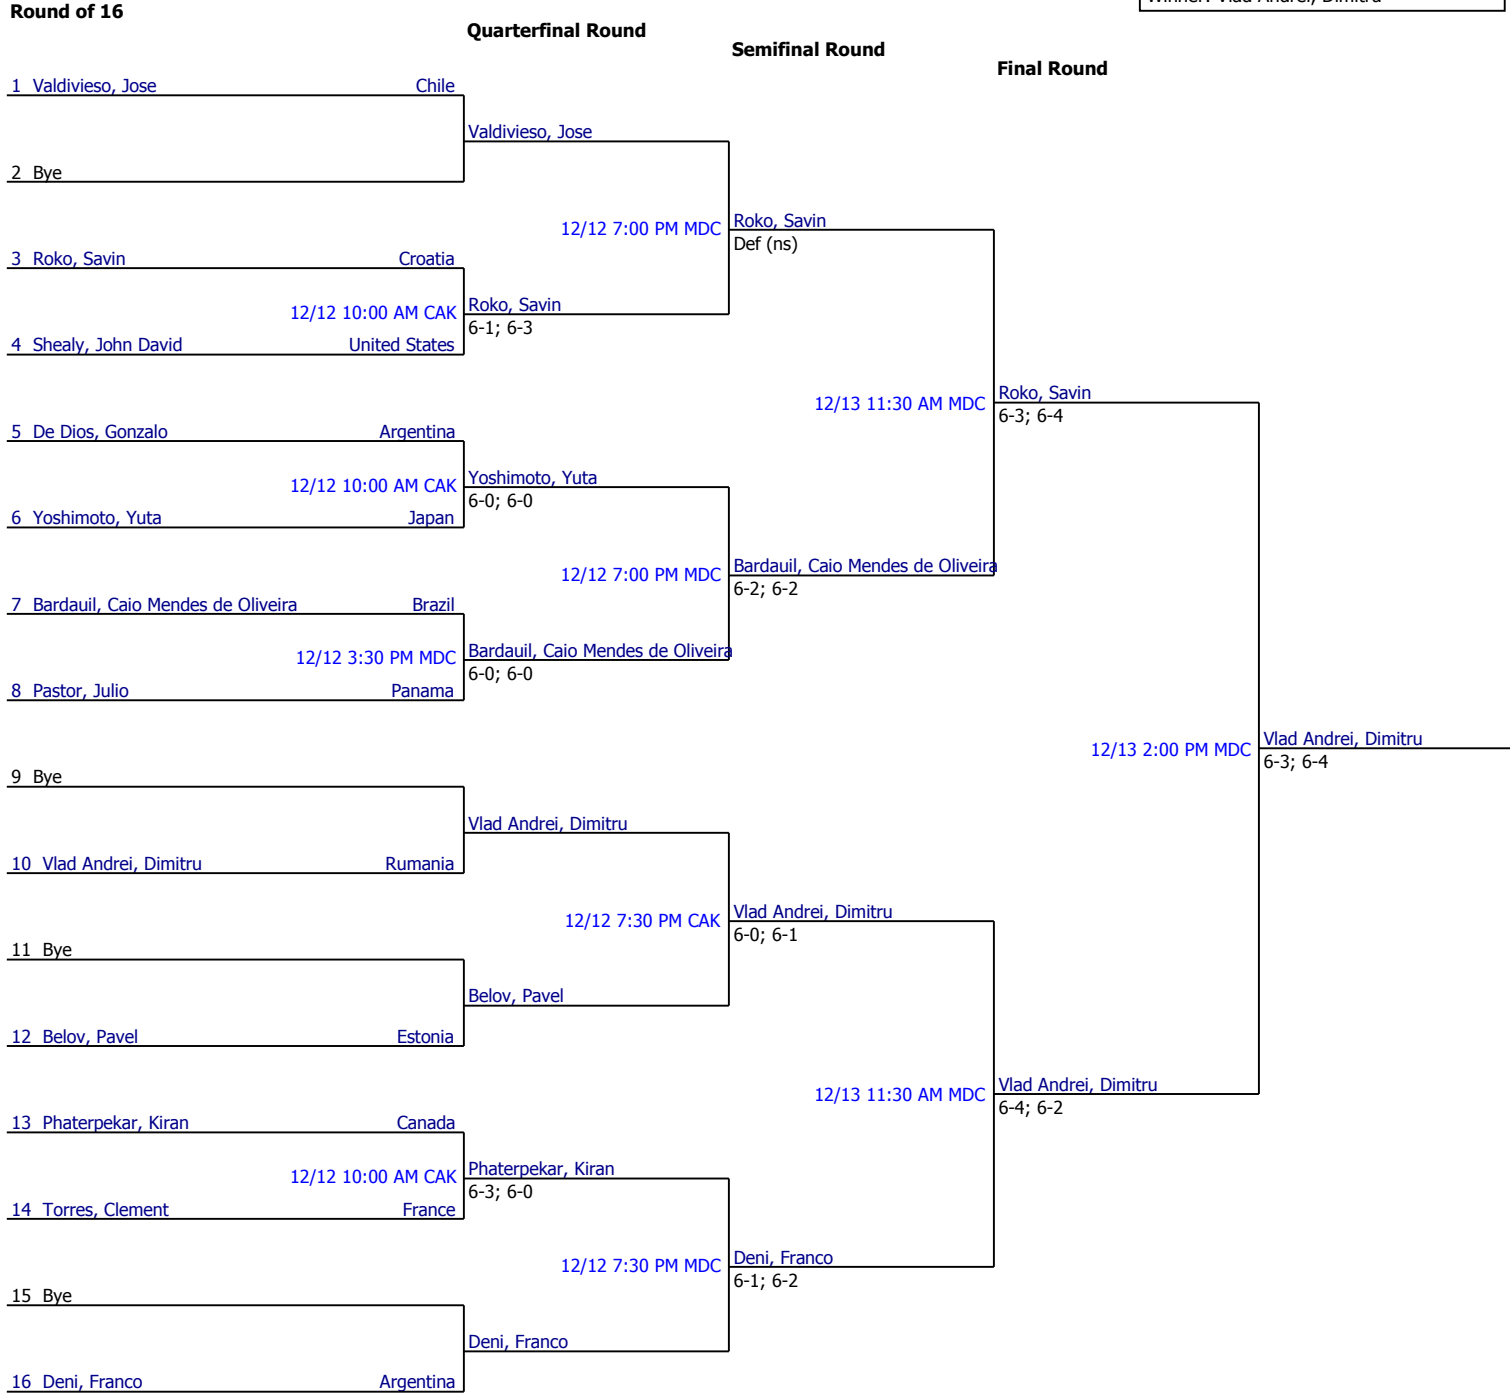 Winner: Vlad Andrei, Dimitru
Round of 16
Quarterfinal Round
Semifinal Round
Final Round
1 Valdivieso, Jose Chile
Valdivieso, Jose
2 Bye
12/12 7:00 PM MDC Roko, Savin
Def (ns)
3 Roko, Savin Croatia
12/12 10:00 AM CAK Roko, Savin
6-1; 6-3
4 Shealy, John David United States
12/13 11:30 AM MDC Roko, Savin
6-3; 6-4
5 De Dios, Gonzalo Argentina
12/12 10:00 AM CAK Yoshimoto, Yuta
6-0; 6-0
6 Yoshimoto, Yuta Japan
12/12 7:00 PM MDC Bardauil, Caio Mendes de Oliveira
6-2; 6-2
7 Bardauil, Caio Mendes de Oliveira Brazil
12/12 3:30 PM MDC Bardauil, Caio Mendes de Oliveira
6-0; 6-0
8 Pastor, Julio Panama
12/13 2:00 PM MDC Vlad Andrei, Dimitru
6-3; 6-4
9 Bye
Vlad Andrei, Dimitru
10 Vlad Andrei, Dimitru Rumania
12/12 7:30 PM CAK Vlad Andrei, Dimitru
6-0; 6-1
11 Bye
Belov, Pavel
12 Belov, Pavel Estonia
12/13 11:30 AM MDC Vlad Andrei, Dimitru
6-4; 6-2
13 Phaterpekar, Kiran Canada
12/12 10:00 AM CAK Phaterpekar, Kiran
6-3; 6-0
14 Torres, Clement France
12/12 7:30 PM MDC Deni, Franco
6-1; 6-2
15 Bye
Deni, Franco
16 Deni, Franco Argentina